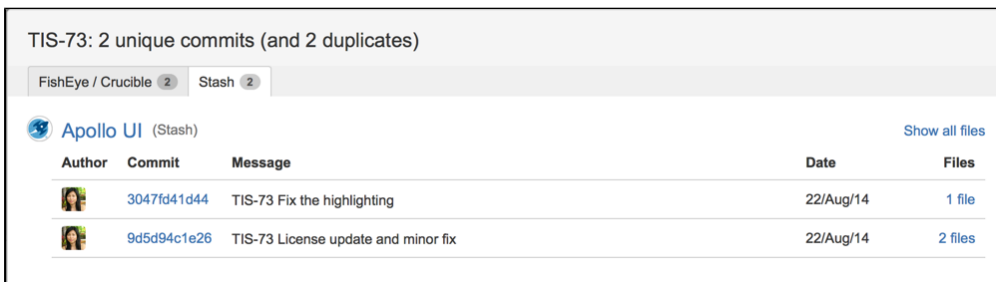 TIS-73: 2 unique commits (and 2 duplicates)
FishEye / Crucible 2 Stash 2
Apollo UI (Stash) Show all files
Author Commit Message Date Files
3047fd41d44 TIS-73 Fix the highlighting 22/Aug/14 1 file
9d5d94c1e26 TIS-73 License update and minor fix 22/Aug/14 2 files